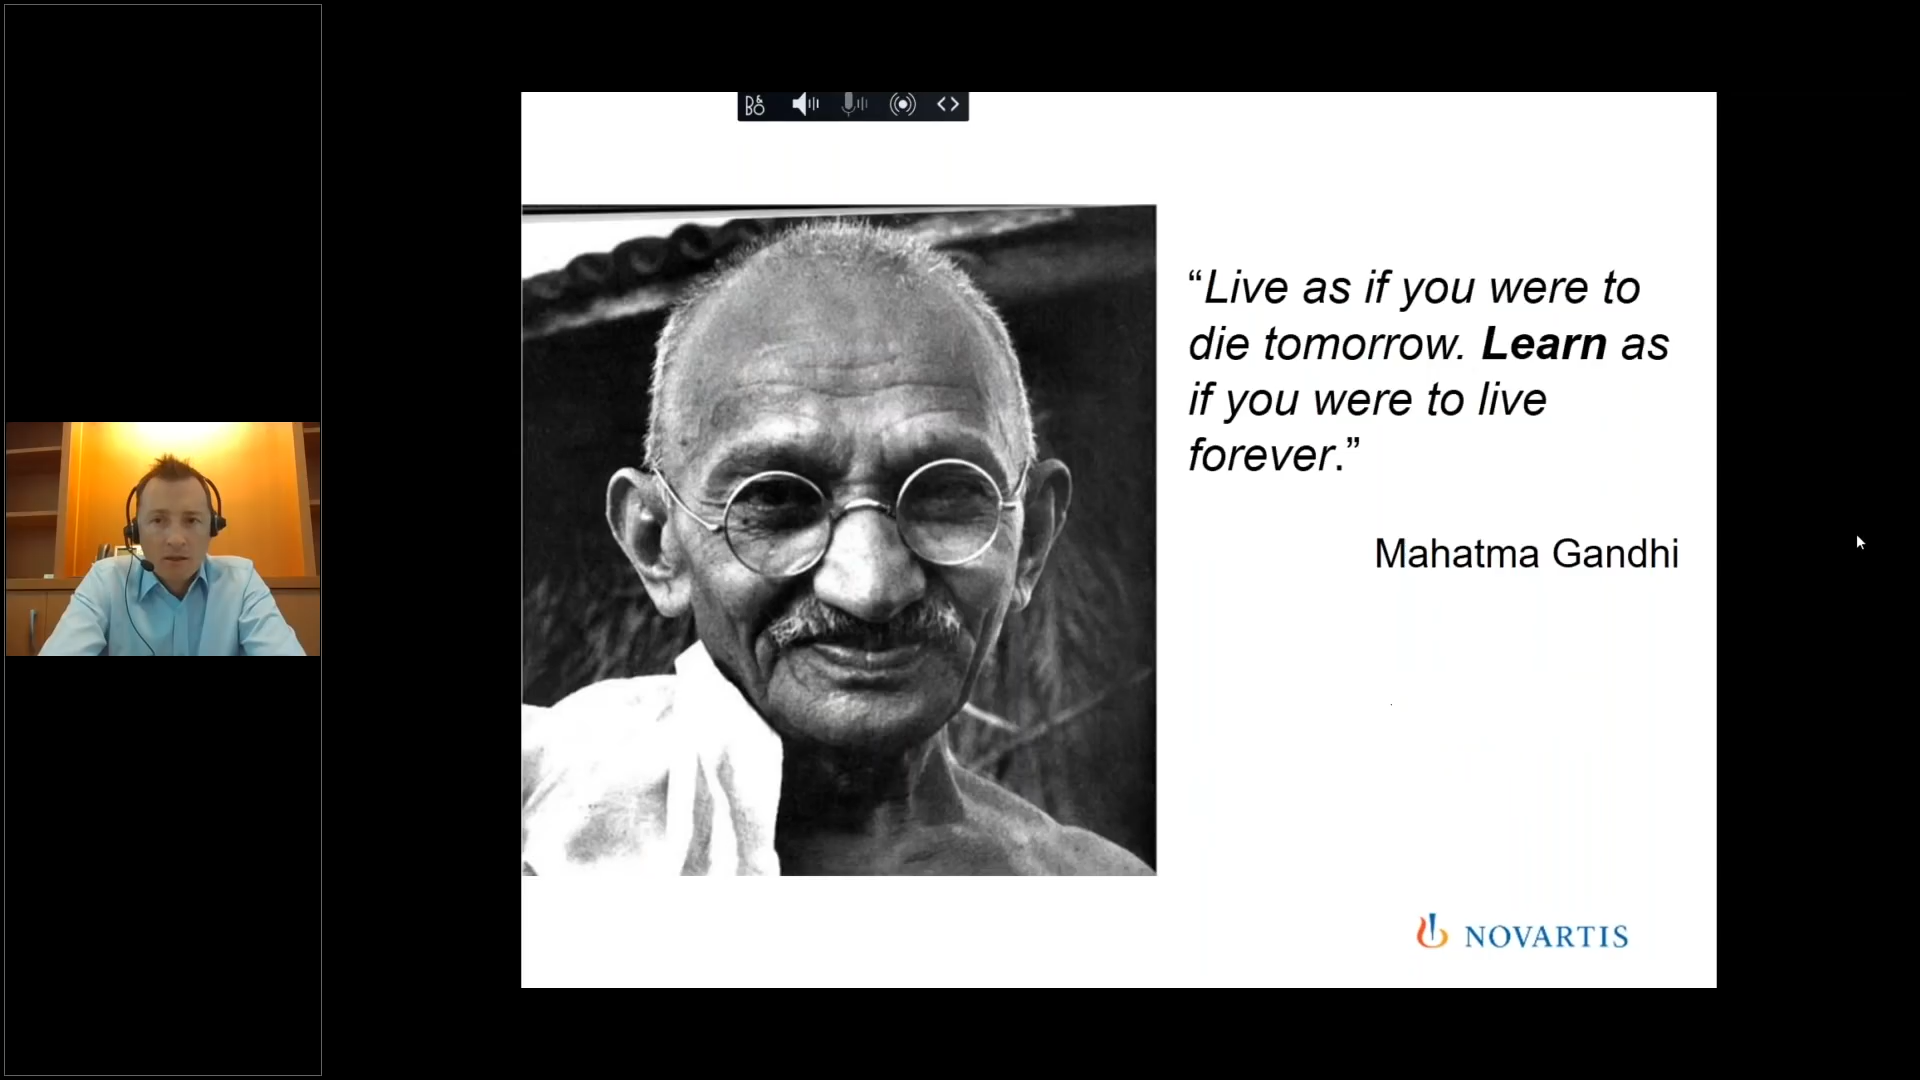 B&O
“Live as if you were to
die tomorrow. Learn as
if you were to live
forever.”
Mahatma Gandhi
NOVARTIS